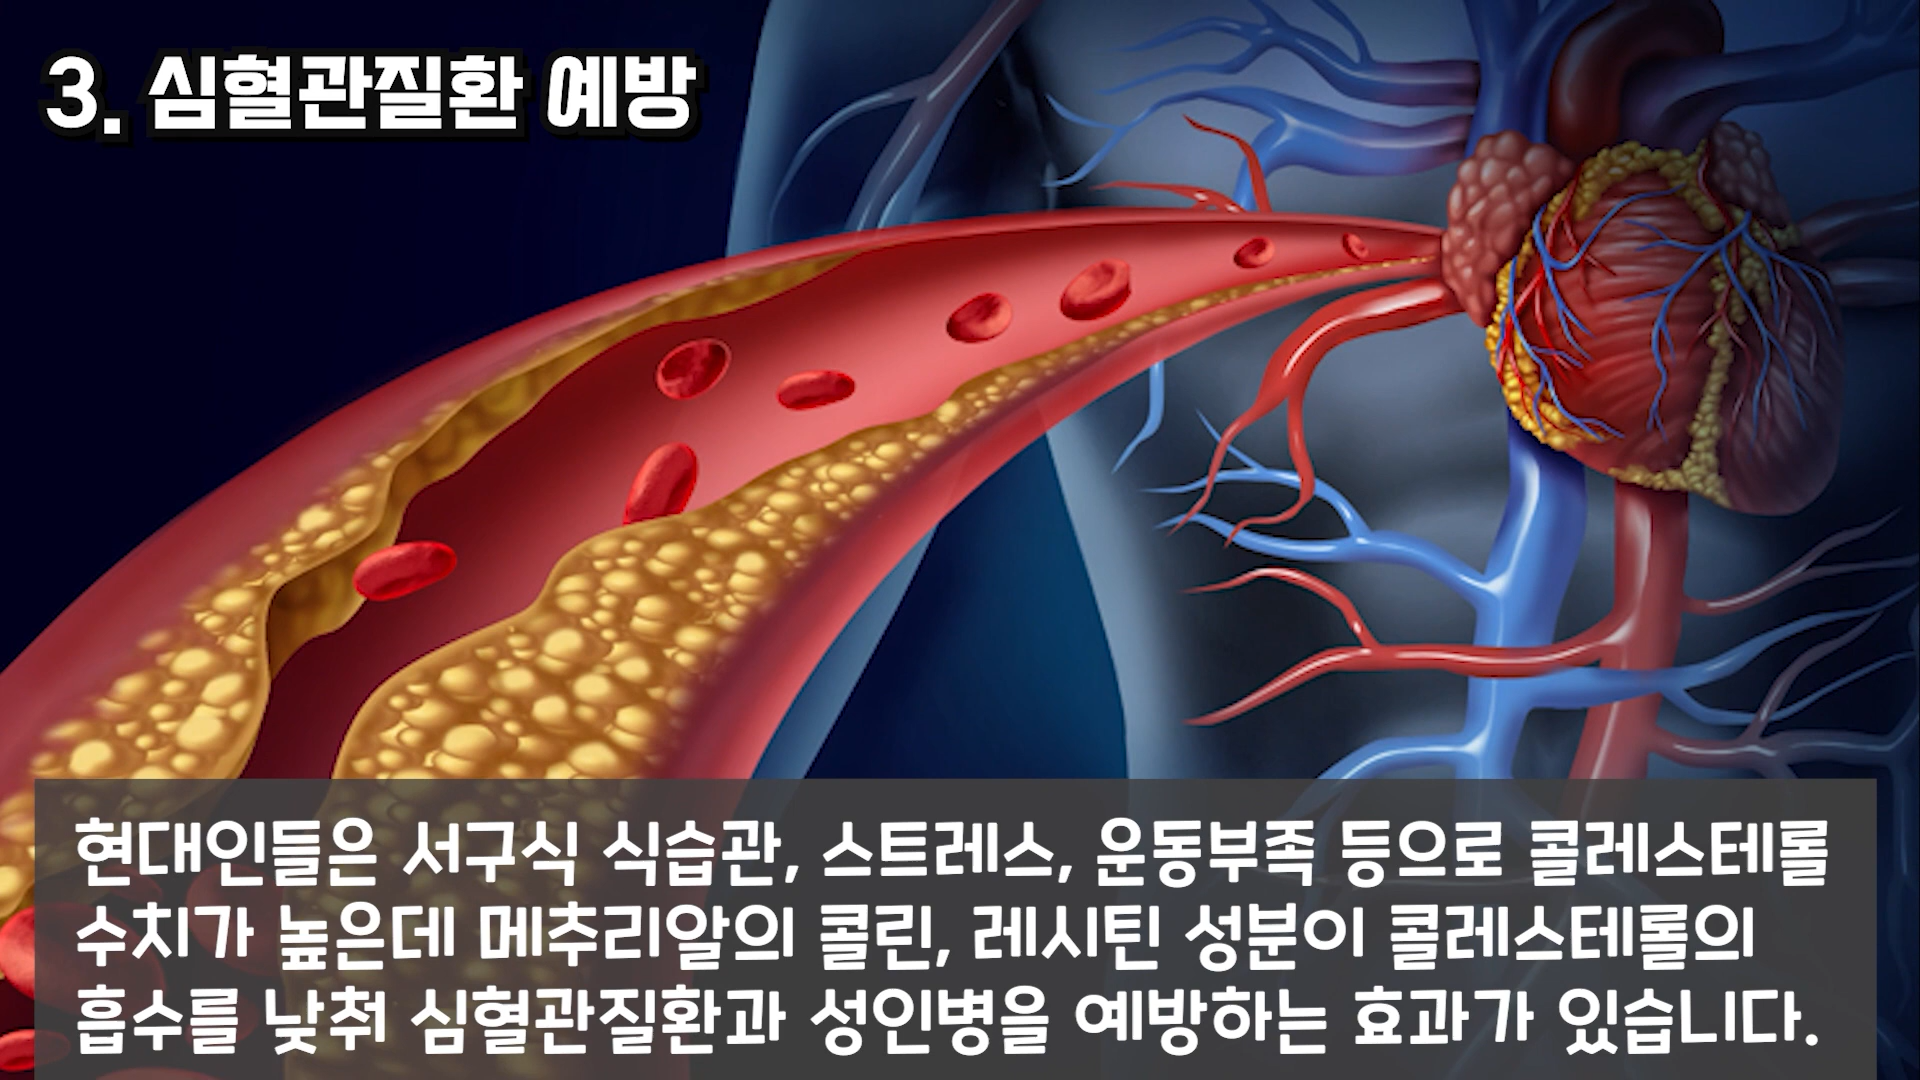 3. 심혈관질환 예방
현대인들은 서구식 식습관, 스트레스, 운동부족 등으로 콜레스테롤
수치가 높은데 메추리알의 콜린, 레시틴 성분이 콜레스테롤의
흡수를 낮춰 심혈관질환과 성인병을 예방하는 효과가 있습니다.